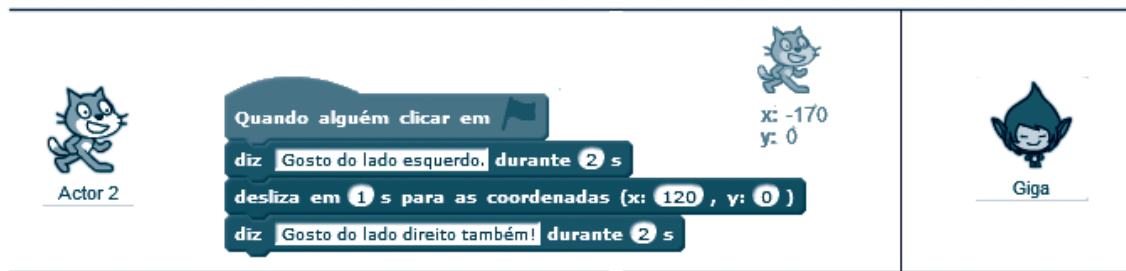 Quando alguém clicar em
diz Gosto do lado esquerdo. durante 2 s
desliza em 1 s para as coordenadas (x: 120 , y: 0 )
diz Gosto do lado direito também! durante 2 s
Actor 2
x: -170
y: 0
Giga